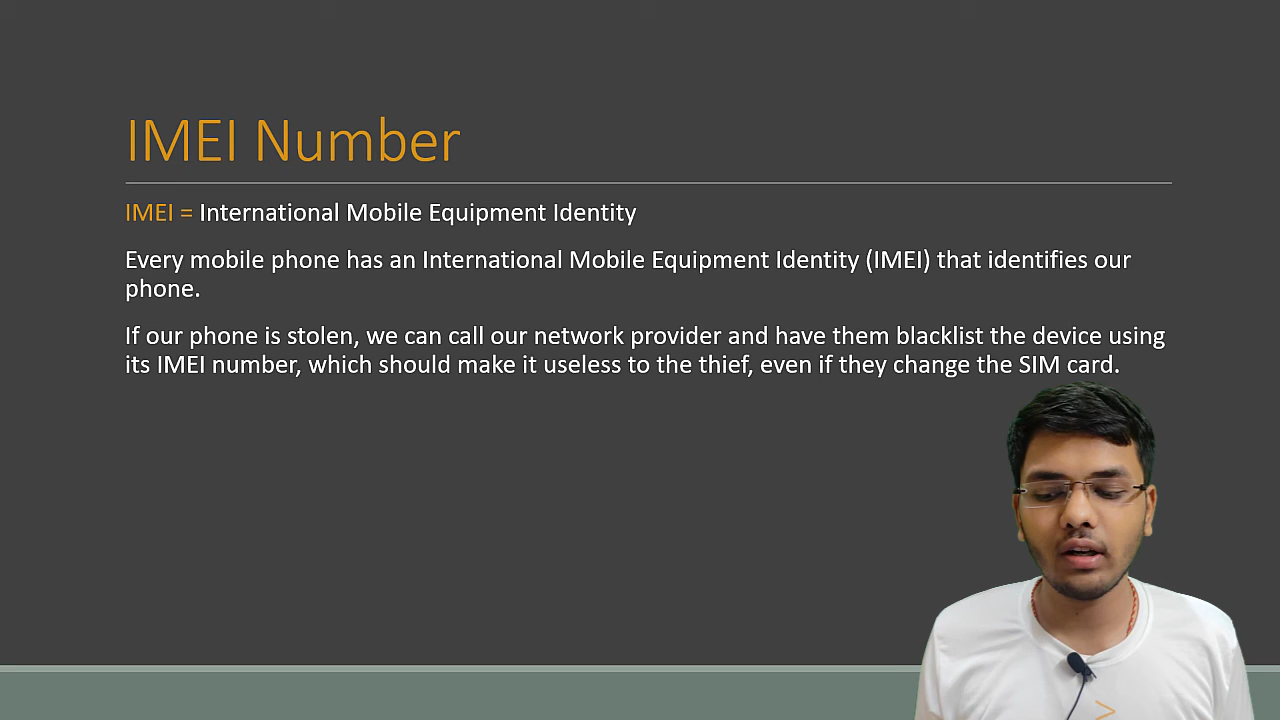 IMEI Number
IMEI = International Mobile Equipment Identity
Every mobile phone has an International Mobile Equipment Identity (IMEI) that identifies our
phone.
If our phone is stolen, we can call our network provider and have them blacklist the device using
its IMEI number, which should make it useless to the thief, even if they change the SIM card.